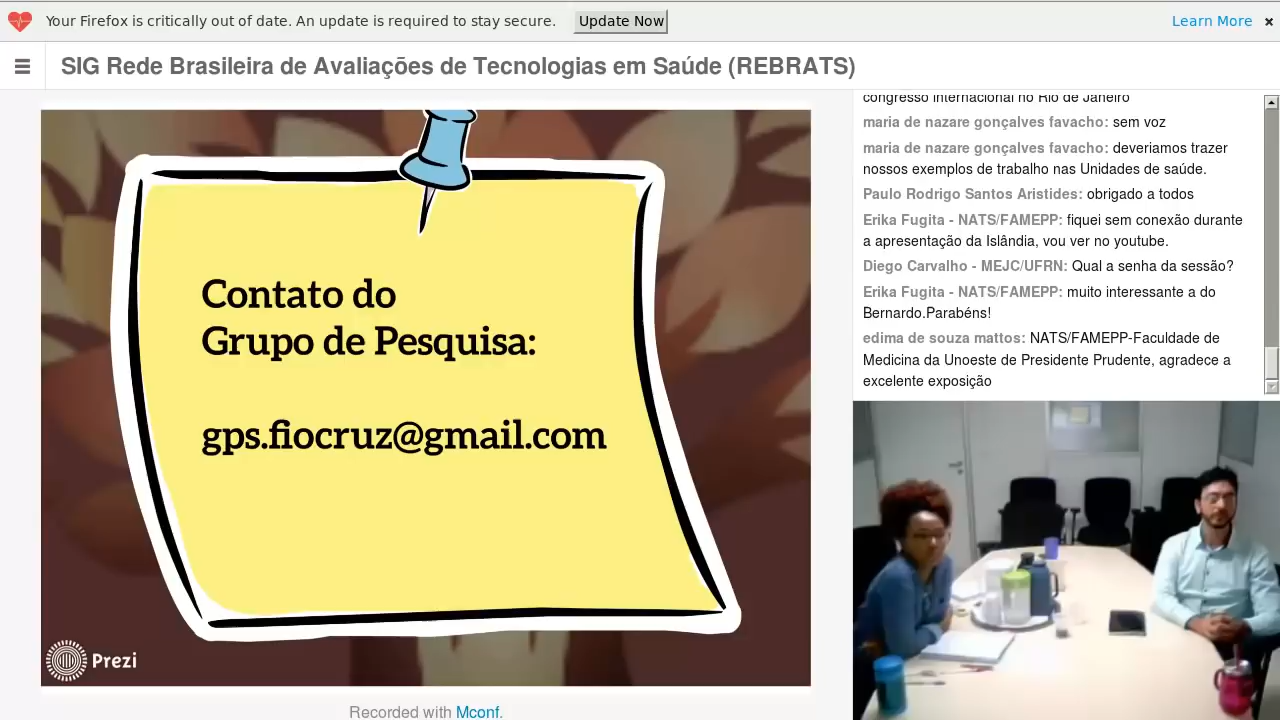 Your Firefox is critically out of date. An update is required to stay secure.
Update Now
Learn More
SIG Rede Brasileira de Avaliações de Tecnologias em Saúde (REBRATS)
Contato do
Grupo de Pesquisa:
gps.fiocruz@gmail.com
Prezi
Recorded with Mconf.
congresso internacional no Rio de Janeiro
maria de nazare gonçalves favacho: sem voz
maria de nazare gonçalves favacho: deveriamos trazer
nossos exemplos de trabalho nas Unidades de saúde.
Paulo Rodrigo Santos Aristides: obrigado a todos
Erika Fugita - NATS/FAMEPP: fiquei sem conexão durante
a apresentação da Islândia, vou ver no youtube.
Diego Carvalho - MEJC/UFRN: Qual a senha da sessão?
Erika Fugita - NATS/FAMEPP: muito interessante a do
Bernardo.Parabéns!
edima de souza mattos: NATS/FAMEPP-Faculdade de
Medicina da Unoeste de Presidente Prudente, agradece a
excelente exposição